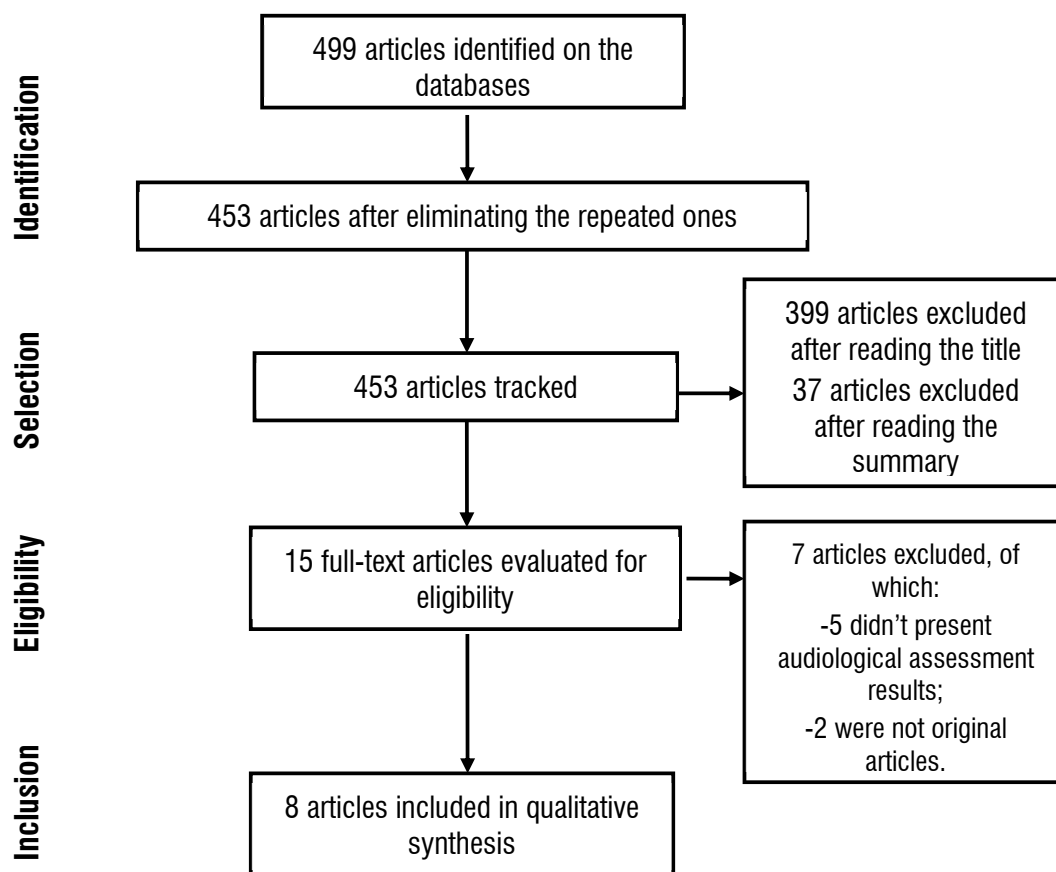 Identification
499 articles identified on the
databases
453 articles after eliminating the repeated ones
Selection
453 articles tracked
399 articles excluded
after reading the title
37 articles excluded
after reading the
summary
Eligibility
15 full-text articles evaluated for
eligibility
7 articles excluded, of
which:
-5 didn’t present
audiological assessment
results;
-2 were not original
articles.
Inclusion
8 articles included in qualitative
synthesis